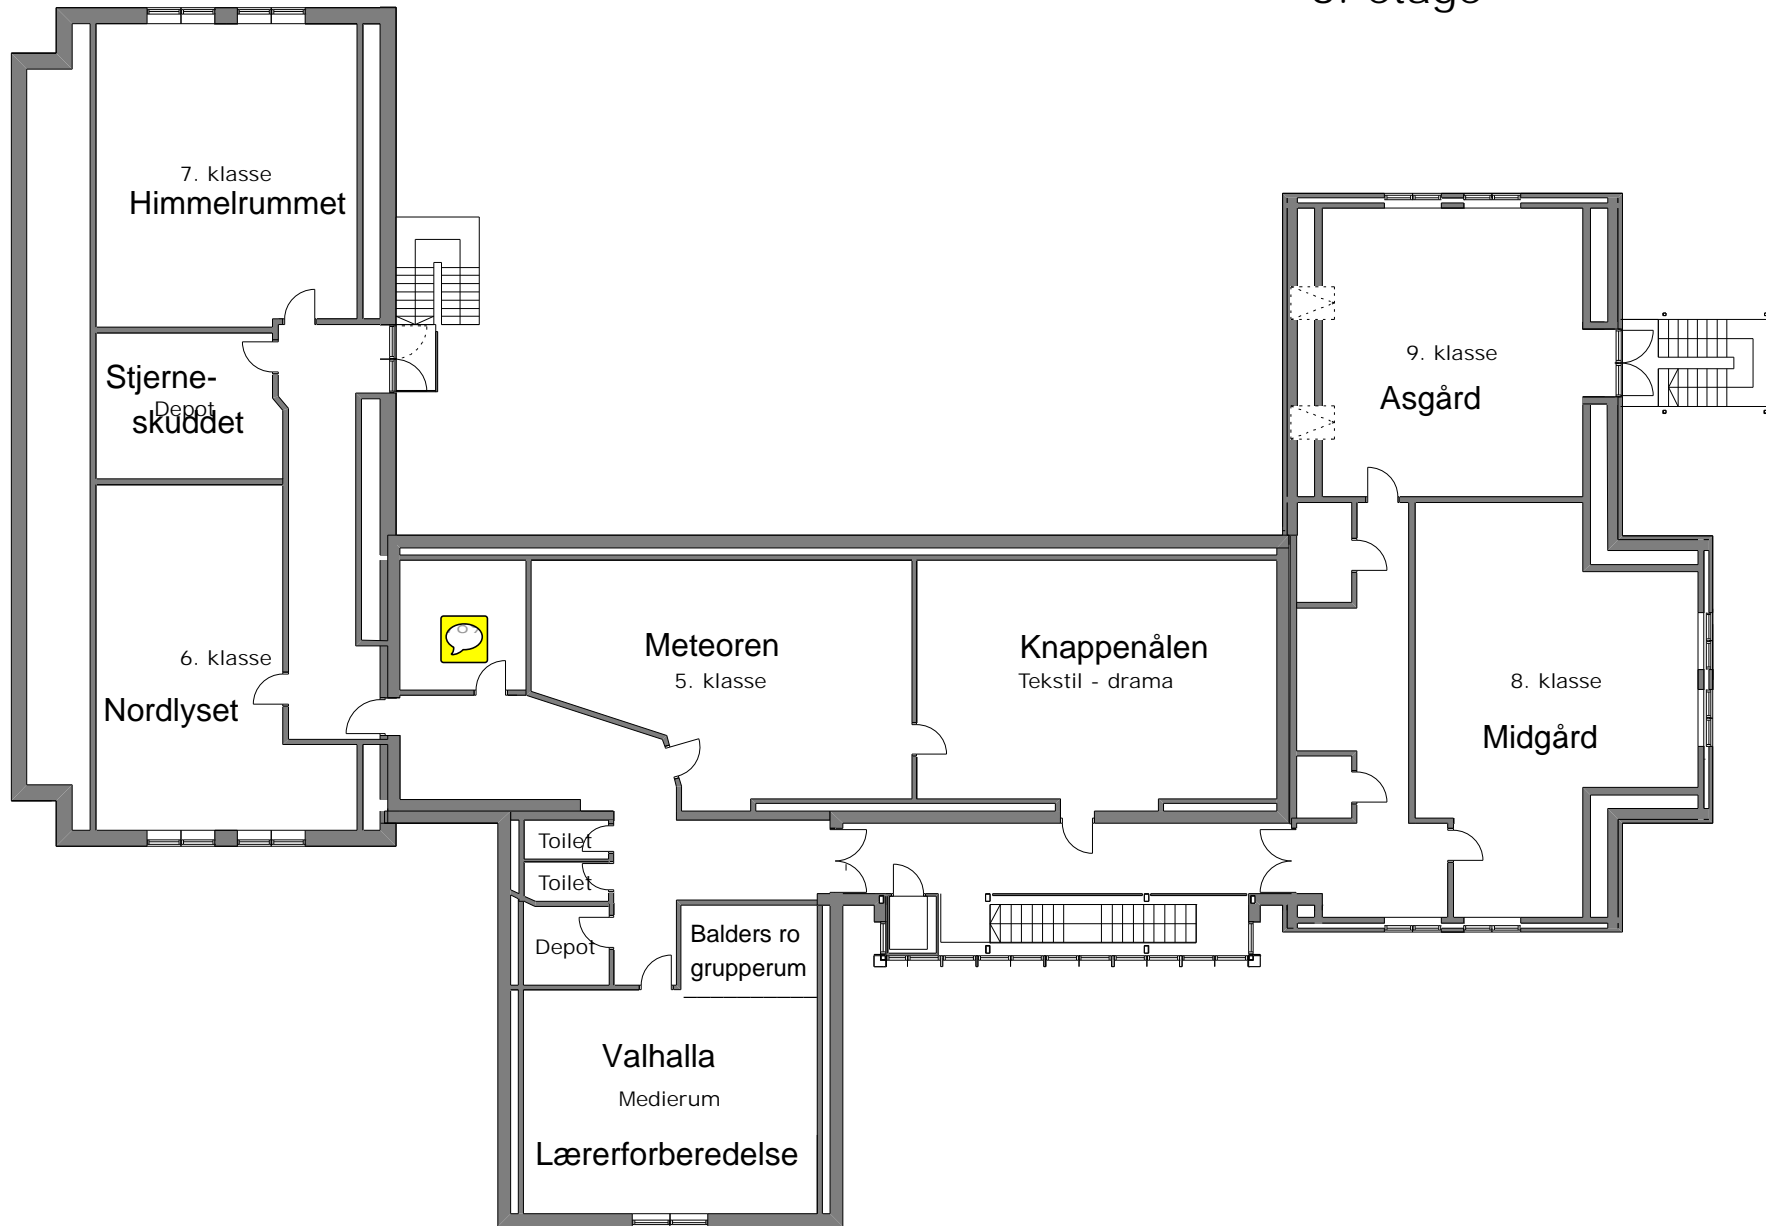 etage
7. klasse
Himmelrummet
Stjerne-
Depot
skuddet
6. klasse
Nordlyset
Meteoren
5. klasse
Knappenålen
Tekstil - drama
9. klasse
Asgård
8. klasse
Midgård
Toilet
Toilet
Depot
Balders ro
grupperum
Valhalla
Medierum
Lærerforberedelse